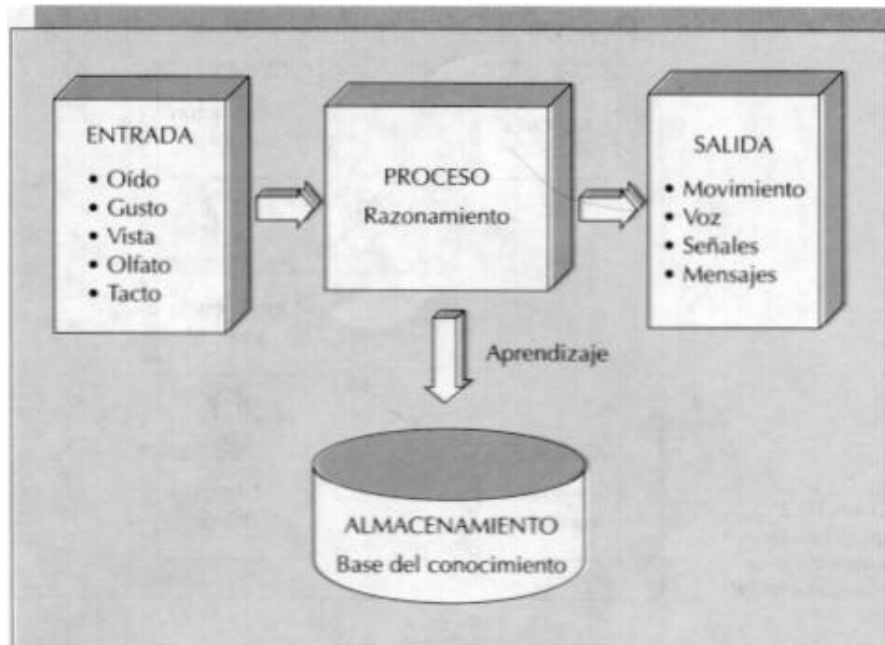 ENTRADA
• Oído
• Gusto
• Vista
• Olfato
• Tacto
PROCESO
Razonamiento
SALIDA
• Movimiento
• Voz
• Señales
• Mensajes
Aprendizaje
ALMACENAMIENTO
Base del conocimiento